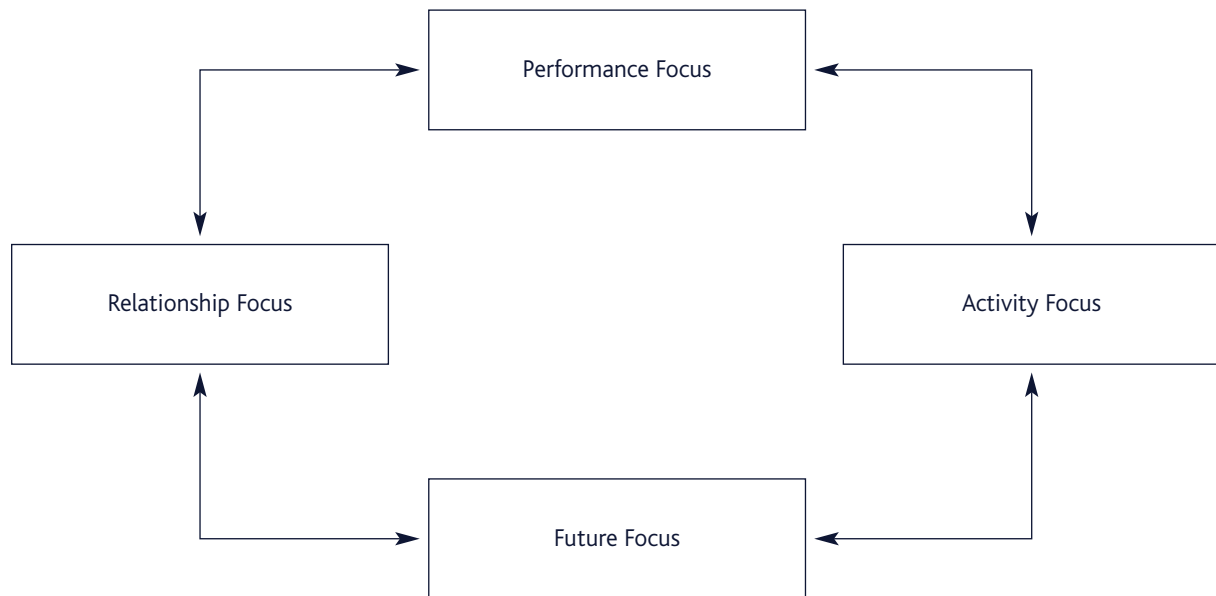 Performance Focus
Relationship Focus
Activity Focus
Future Focus